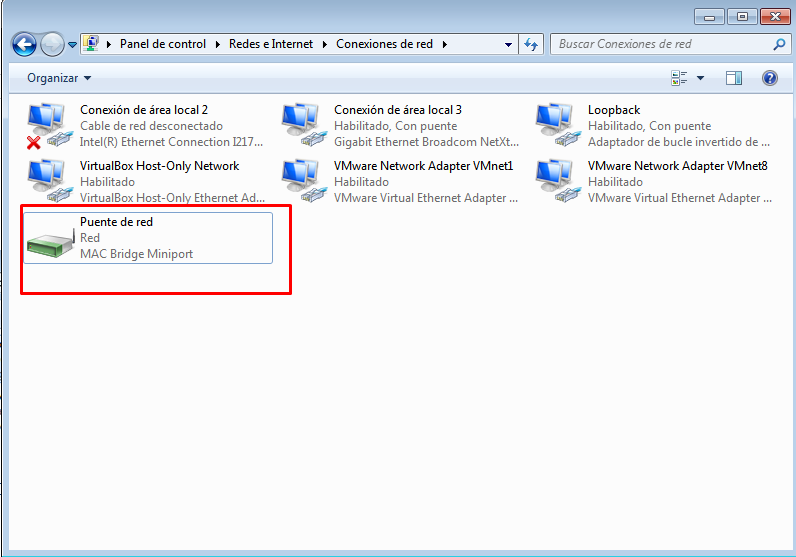 Panel de control Redes e Internet Conexiones de red
Buscar Conexiones de red
Organizar
Conexión de área local 2
Cable de red desconectado
Intel(R) Ethernet Connection I217...
Conexión de área local 3
Habilitado, Con puente
Gigabit Ethernet Broadcom NetXt...
Loopback
Habilitado, Con puente
Adaptador de bucle invertido de ...
VirtualBox Host-Only Network
Habilitado
VirtualBox Host-Only Ethernet Ad...
VMware Network Adapter VMnet1
Habilitado
VMware Virtual Ethernet Adapter ...
VMware Network Adapter VMnet8
Habilitado
VMware Virtual Ethernet Adapter ...
Puente de red
Red
MAC Bridge Miniport